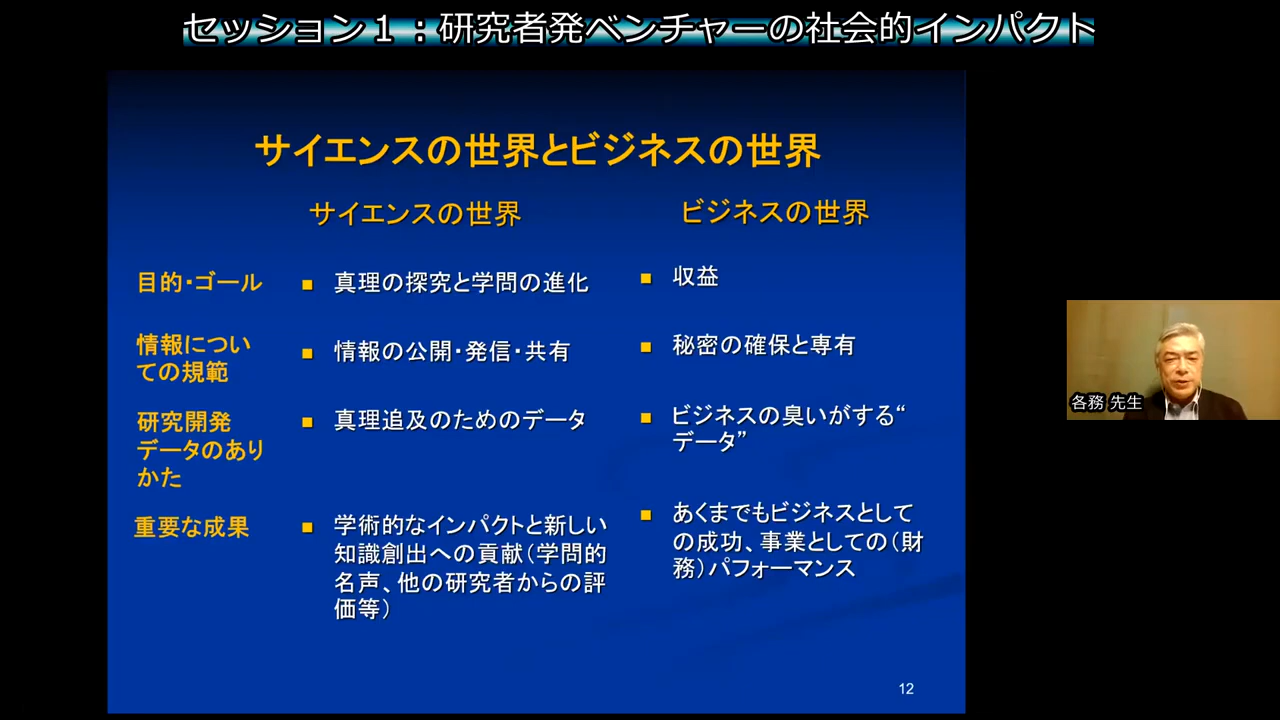 セッション１：研究者発ベンチャーの社会的インパクト
サイエンスの世界とビジネスの世界
サイエンスの世界
ビジネスの世界
目的・ゴール
■ 真理の探究と学問の進化
■ 収益
情報につい
ての規範
■ 情報の公開・発信・共有
■ 秘密の確保と専有
研究開発
データのあり
かた
■ 真理追及のためのデータ
■ ビジネスの臭いがする“
データ”
重要な成果
■ 学術的なインパクトと新しい
知識創出への貢献（学問的
名声、他の研究者からの評
価等）
■ あくまでもビジネスとして
の成功、事業としての（財
務）パフォーマンス
12
各務 先生